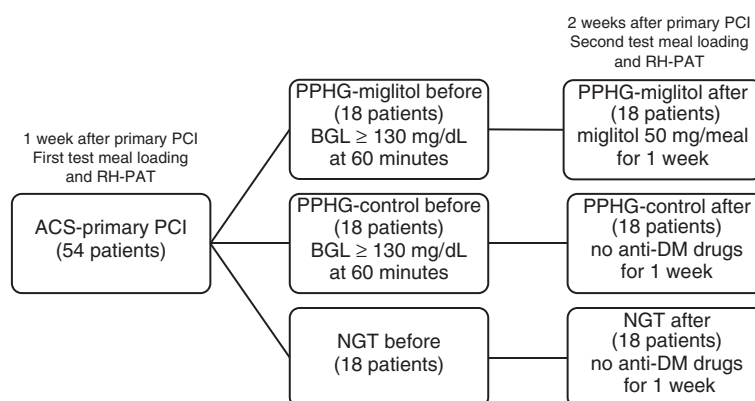 1 week after primary PCI
First test meal loading
and RH-PAT
ACS-primary PCI
(54 patients)
PPHG-miglitol before
(18 patients)
BGL ≥ 130 mg/dL
at 60 minutes
PPHG-control before
(18 patients)
BGL ≥ 130 mg/dL
at 60 minutes
NGT before
(18 patients)
2 weeks after primary PCI
Second test meal loading
and RH-PAT
PPHG-miglitol after
(18 patients)
miglitol 50 mg/meal
for 1 week
PPHG-control after
(18 patients)
no anti-DM drugs
for 1 week
NGT after
(18 patients)
no anti-DM drugs
for 1 week